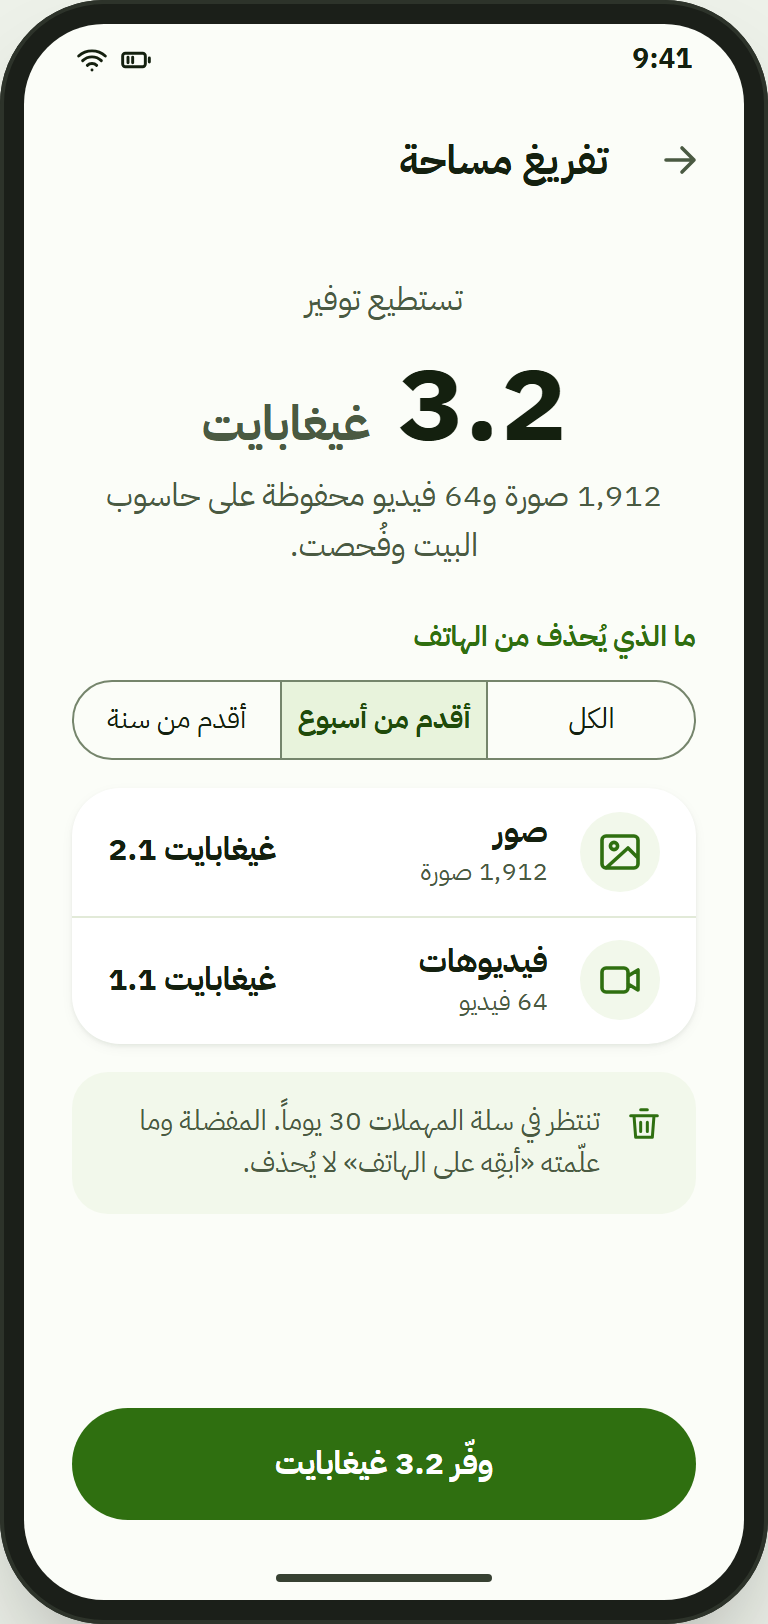 9:41
تفريغ مساحة
تستطيع توفير
3.2 غيغابايت
1,912 صورة و64 فيديو محفوظة على حاسوب
البيت وفُحصت.
ما الذي يُحذف من الهاتف
الكل
أقدم من أسبوع
أقدم من سنة
صور
1,912 صورة
غيغابايت 2.1
فيديوهات
64 فيديو
غيغابايت 1.1
تنتظر في سلة المهملات 30 يوماً. المفضلة وما
علّمته «أبقِه على الهاتف» لا يُحذف.
وفّر 3.2 غيغابايت